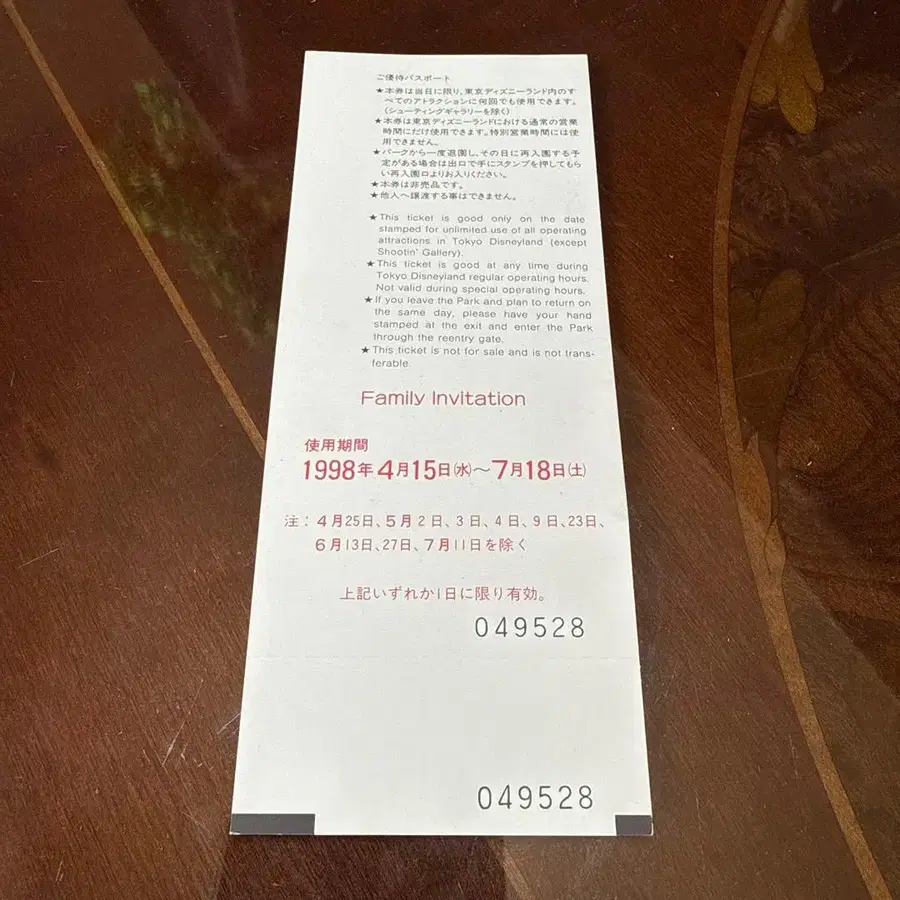 ご優待パスポート
★本券は当日に限り、東京ディズニーランド内のす
べてのアトラクションに何回でも使用できます。
(シューティングギャラリーを除く)
★本券は東京ディズニーランドにおける通常の営業
時間にだけ使用できます。特別営業時間には使
用できません。
★パークから一度退園し、その日に再入園する予
定がある場合は出口で手にスタンプを押してもら
い再入園口よりお入りください。
★本券は非売品です。
★他人へ譲渡する事はできません。
★This ticket is good only on the date
stamped for unlimited use of all operating
attractions in Tokyo Disneyland (except
Shootin' Gallery).
★This ticket is good at any time during
Tokyo Disneyland regular operating hours.
Not valid during special operating hours.
★If you leave the Park and plan to return on
the same day, please have your hand
stamped at the exit and enter the Park
through the reentry gate.
★This ticket is not for sale and is not trans-
ferable.
Family Invitation
使用期間
1998年4月15日(水)～7月18日(土)
注：4月25日、5月2日、3日、4日、9日、23日、
6月13日、27日、7月11日を除く
上記いずれか1日に限り有効。
049528
049528